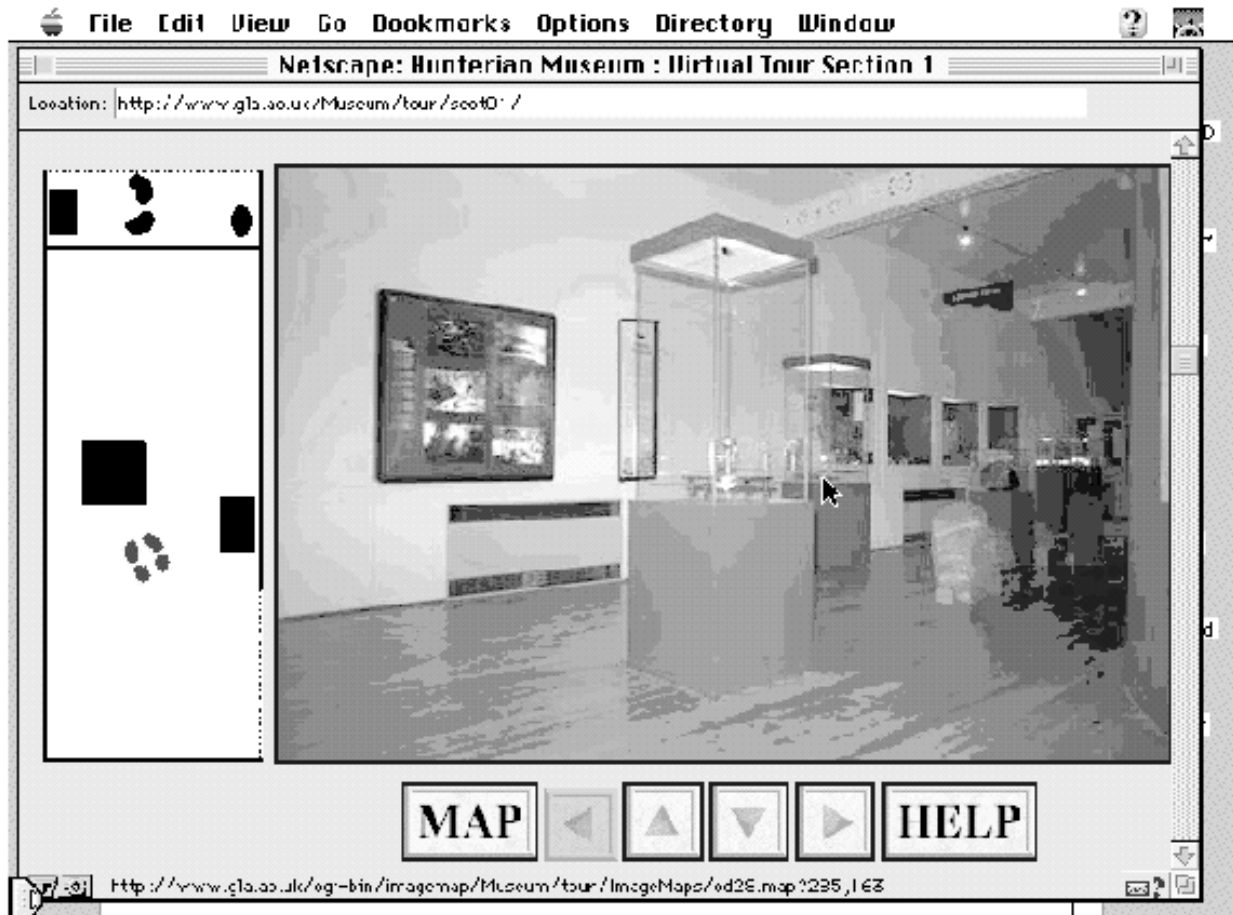 File Edit View Go Bookmarks Options Directory Window
Netscape: Hunterian Museum : Virtual Tour Section 1
Location: http://www.gla.ac.uk/Museum/tour/sect01/
D
d
MAP HELP
http://www.gla.ac.uk/cgi-bin/imagemap/Museum/tour/ImageMaps/cd28.map?285,163